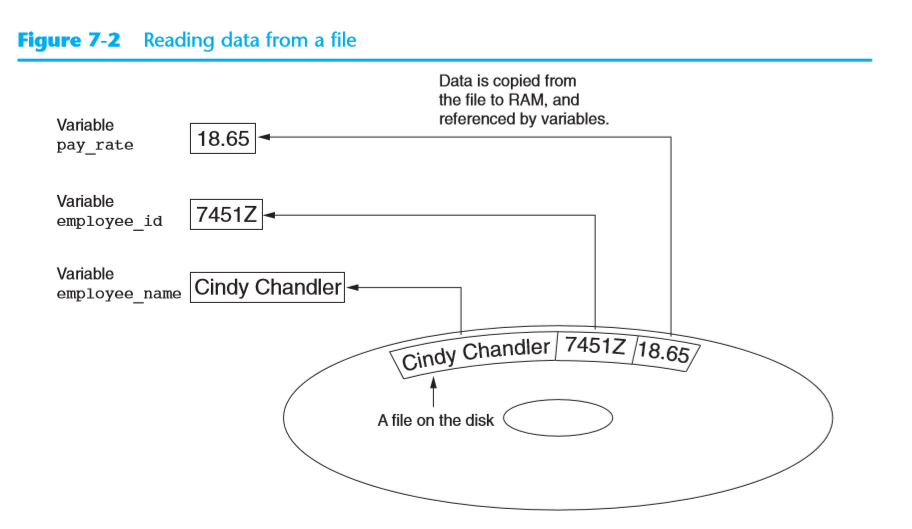 Figure 7-2 Reading data from a file
Data is copied from
the file to RAM, and
referenced by variables.
Variable
pay_rate
18.65
Variable
employee_id
7451Z
Variable
employee_name
Cindy Chandler
Cindy Chandler 7451Z 18.65
A file on the disk